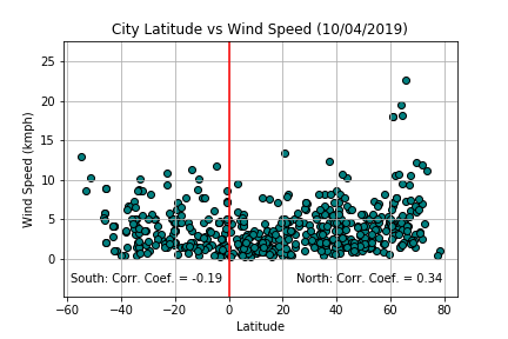 City Latitude vs Wind Speed (10/04/2019)
Wind Speed (kmph)
25
20
15
10
5
0
South: Corr. Coef. = -0.19
North: Corr. Coef. = 0.34
−60 −40 −20 0 20 40 60 80
Latitude